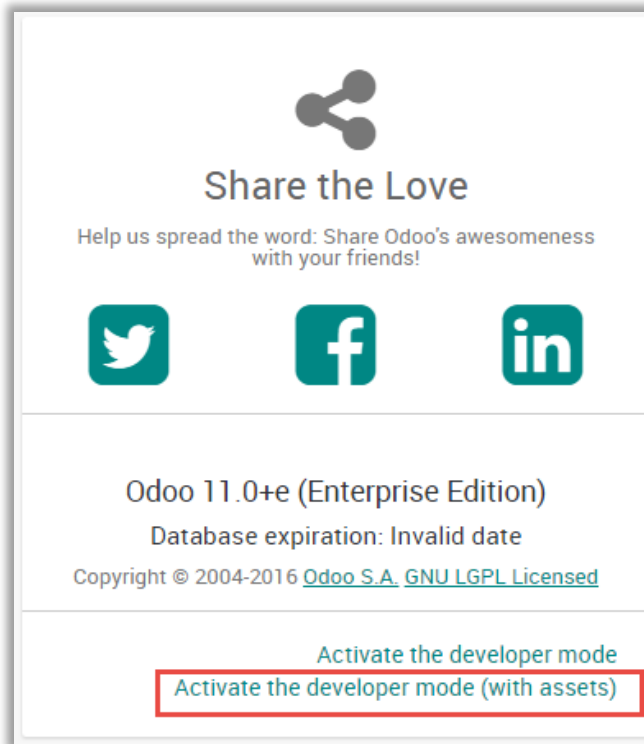 Share the Love
Help us spread the word: Share Odoo's awesomeness
with your friends!
in
Odoo 11.0+e (Enterprise Edition)
Database expiration: Invalid date
Copyright © 2004-2016 Odoo S.A. GNU LGPL Licensed
Activate the developer mode
Activate the developer mode (with assets)